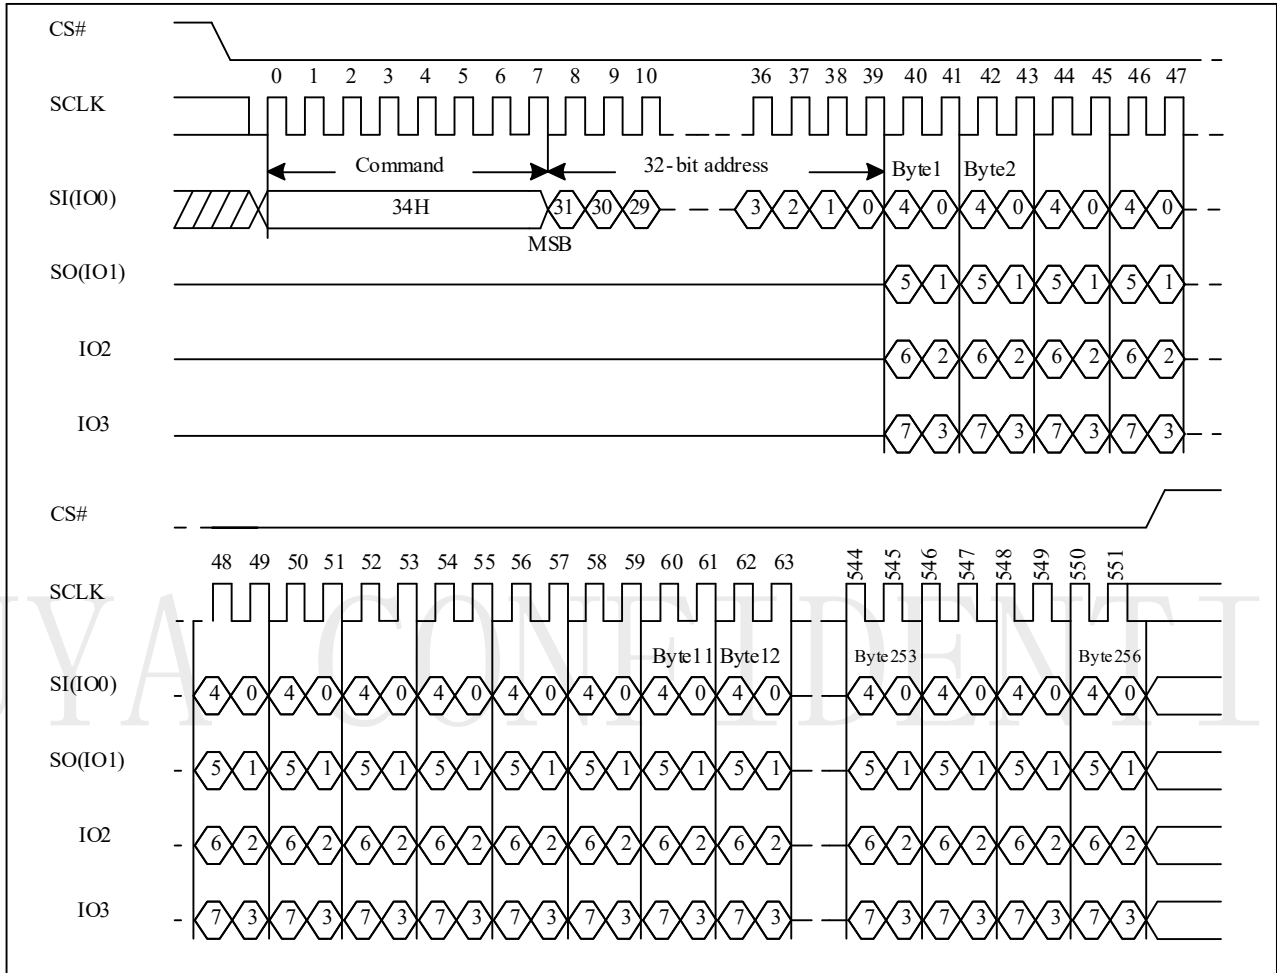 CS#
0 1 2 3 4 5 6 7 8 9 10 36 37 38 39 40 41 42 43 44 45 46 47
SCLK
Command 32-bit address Byte1 Byte2
SI(IO0) 34H 31 30 29 3 2 1 0 4 0 4 0 4 0 4 0
MSB
SO(IO1) 5 1 5 1 5 1 5 1
IO2 6 2 6 2 6 2 6 2
IO3 7 3 7 3 7 3 7 3
CS#
48 49 50 51 52 53 54 55 56 57 58 59 60 61 62 63 544 545 546 547 548 549 550 551
SCLK
UYA CONFIDENTI
Byte11 Byte12 Byte253 Byte256
SI(IO0) 4 0 4 0 4 0 4 0 4 0 4 0 4 0 4 0 4 0 4 0 4 0 4 0
SO(IO1) 5 1 5 1 5 1 5 1 5 1 5 1 5 1 5 1 5 1 5 1 5 1 5 1
IO2 6 2 6 2 6 2 6 2 6 2 6 2 6 2 6 2 6 2 6 2 6 2 6 2
IO3 7 3 7 3 7 3 7 3 7 3 7 3 7 3 7 3 7 3 7 3 7 3 7 3